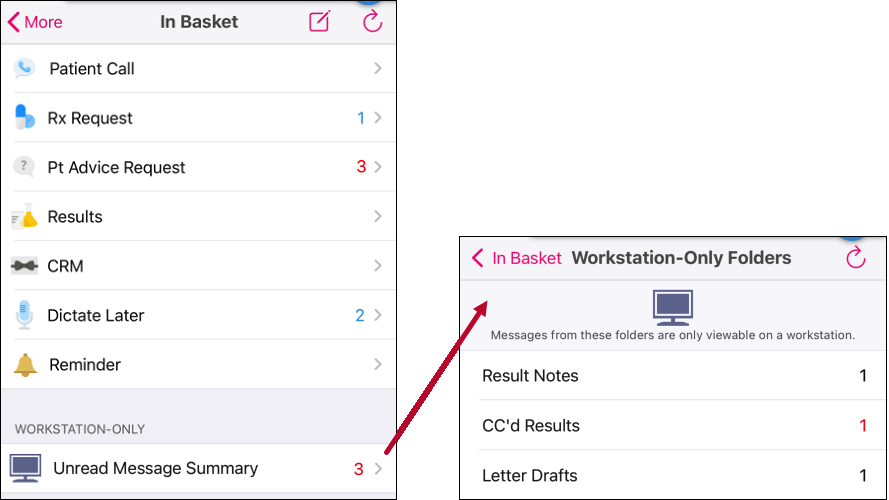 More In Basket
Patient Call
Rx Request 1
Pt Advice Request 3
Results
CRM
Dictate Later 2
Reminder
WORKSTATION-ONLY
Unread Message Summary 3
In Basket Workstation-Only Folders
Messages from these folders are only viewable on a workstation.
Result Notes 1
CC'd Results 1
Letter Drafts 1